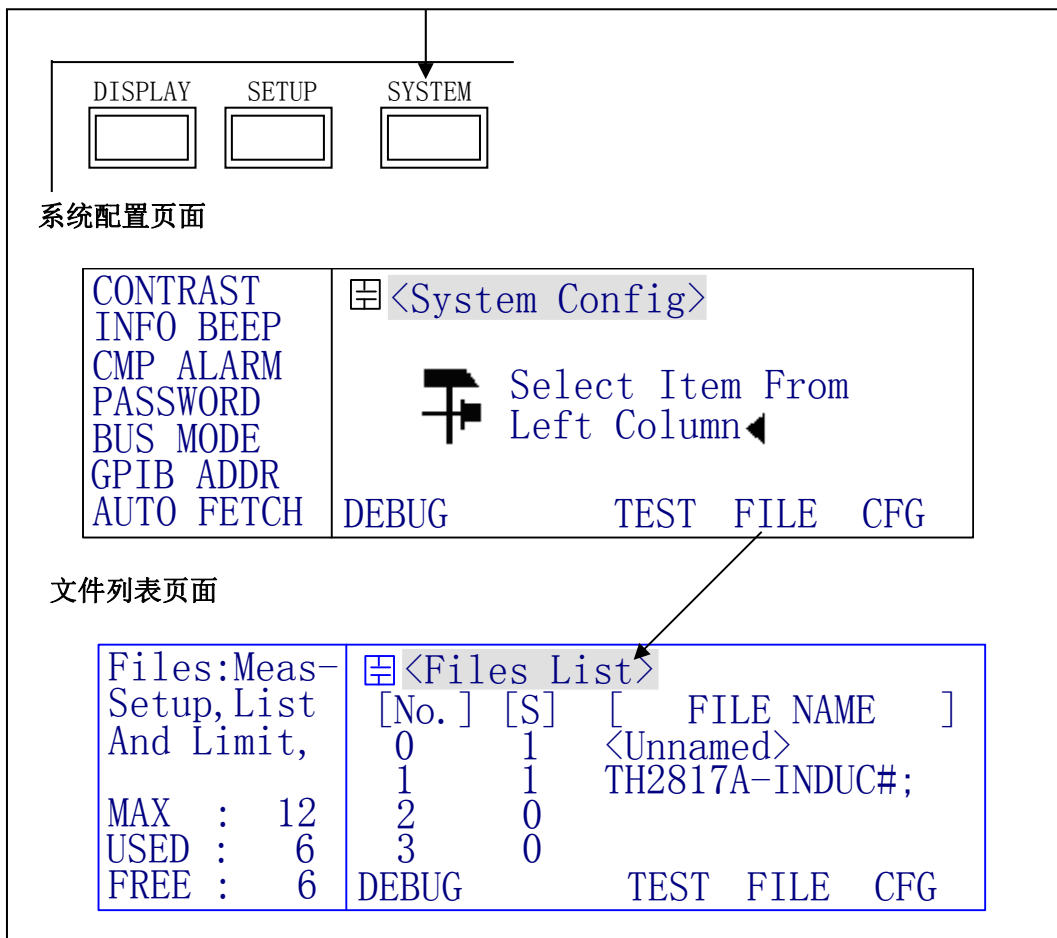 DISPLAY SETUP SYSTEM
系统配置页面
CONTRAST
INFO BEEP
CMP ALARM
PASSWORD
BUS MODE
GPIB ADDR
AUTO FETCH
<System Config>
Select Item From
Left Column
DEBUG TEST FILE CFG
文件列表页面
Files:Meas-
Setup,List
And Limit,
MAX : 12
USED : 6
FREE : 6
<Files List>
[No.] [S] [ FILE NAME ]
0 1 <Unnamed>
1 1 TH2817A-INDUC#;
2 0
3 0
DEBUG TEST FILE CFG